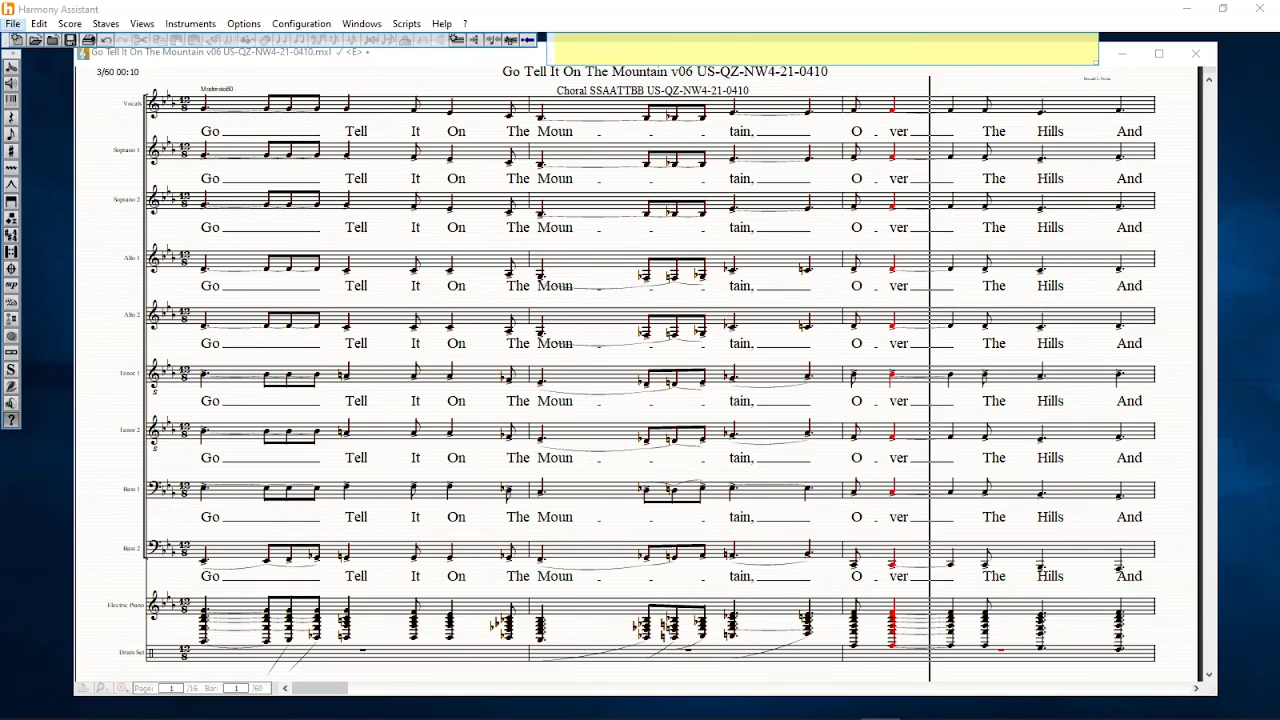 Harmony Assistant
File Edit Score Staves Views Instruments Options Configuration Windows Scripts Help ?
Go Tell It On The Mountain v06 US-QZ-NW4-21-0410.mxl ✓ <E> •
3/60 00:10
Go Tell It On The Mountain v06 US-QZ-NW4-21-0410
Moderato80
Choral SSAATTBB US-QZ-NW4-21-0410
Vocals
Go Tell It On The Moun - - - tain, O - ver The Hills And
Soprano 1
Go Tell It On The Moun - - - tain, O - ver The Hills And
Soprano 2
Go Tell It On The Moun - - - tain, O - ver The Hills And
Alto 1
Go Tell It On The Moun - - - tain, O - ver The Hills And
Alto 2
Go Tell It On The Moun - - - tain, O - ver The Hills And
Tenor 1
Go Tell It On The Moun - - - tain, O - ver The Hills And
Tenor 2
Go Tell It On The Moun - - - tain, O - ver The Hills And
Bass 1
Go Tell It On The Moun - - - tain, O - ver The Hills And
Bass 2
Go Tell It On The Moun - - - tain, O - ver The Hills And
Electric Piano
Drum Set
Page: 1 /16 Bar: 1 /60